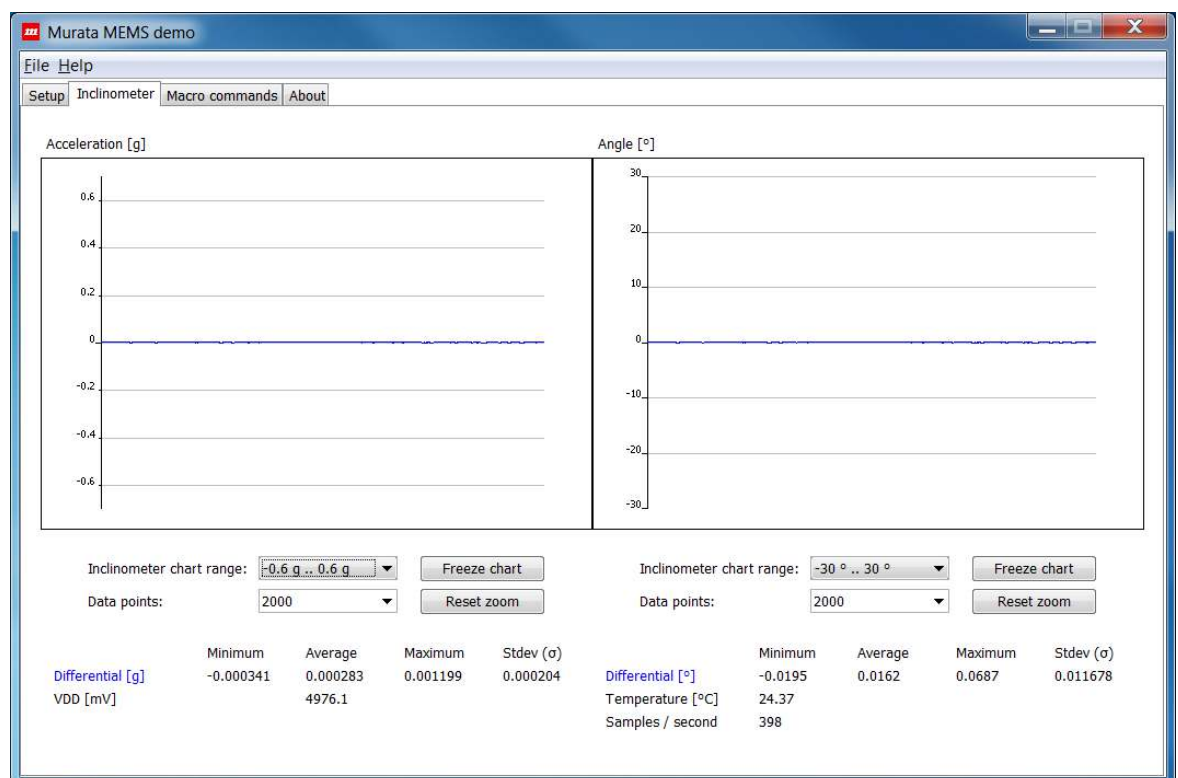 m Murata MEMS demo
File Help
Setup Inclinometer Macro commands About
Acceleration [g]
0.6
0.4
0.2
0
-0.2
-0.4
-0.6
Angle [°]
30
20
10
0
-10
-20
-30
Inclinometer chart range: -0.6 g .. 0.6 g Freeze chart
Data points: 2000 Reset zoom
Inclinometer chart range: -30 ° .. 30 ° Freeze chart
Data points: 2000 Reset zoom
Minimum Average Maximum Stdev (σ)
Differential [g] -0.000341 0.000283 0.001199 0.000204
VDD [mV] 4976.1
Minimum Average Maximum Stdev (σ)
Differential [°] -0.0195 0.0162 0.0687 0.011678
Temperature [°C] 24.37
Samples / second 398